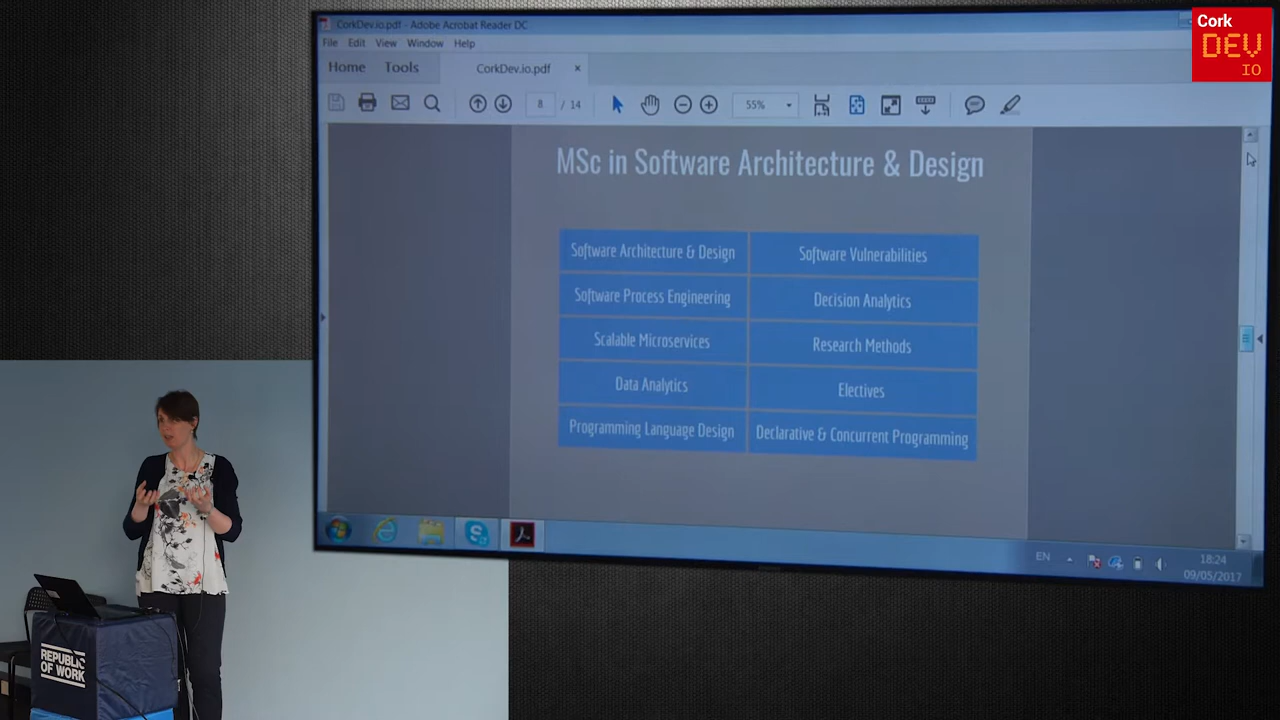 CorkDev.io.pdf - Adobe Acrobat Reader DC
File Edit View Window Help
Home Tools CorkDev.io.pdf ×
8 / 14 55%
MSc in Software Architecture & Design
Software Architecture & Design Software Vulnerabilities
Software Process Engineering Decision Analytics
Scalable Microservices Research Methods
Data Analytics Electives
Programming Language Design Declarative & Concurrent Programming
EN 18:24
09/05/2017
Cork
DEV
IO
REPUBLIC
OF WORK